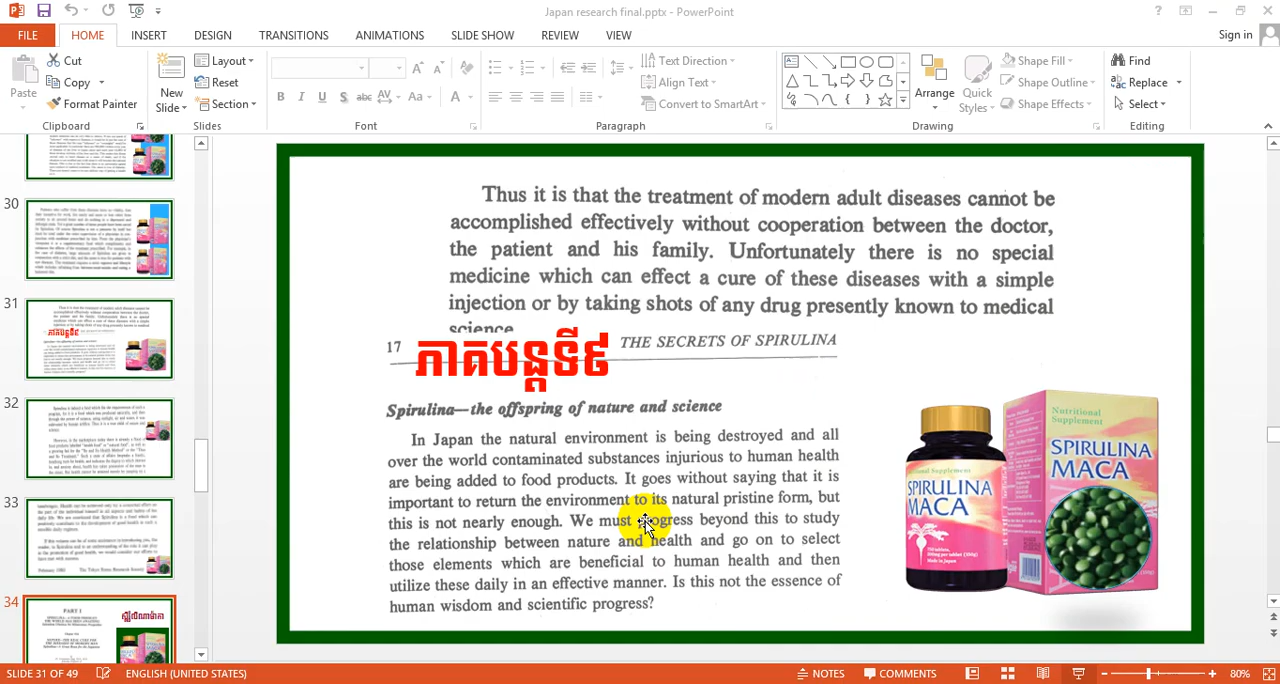 Japan research final.pptx - PowerPoint
Sign in
FILE
HOME
INSERT
DESIGN
TRANSITIONS
ANIMATIONS
SLIDE SHOW
REVIEW
VIEW
Paste
Cut
Copy
Format Painter
Clipboard
New
Slide
Layout
Reset
Section
Slides
B I U S abc AV Aa A
Font
Text Direction
Align Text
Convert to SmartArt
Paragraph
Arrange
Quick
Styles
Shape Fill
Shape Outline
Shape Effects
Drawing
Find
Replace
Select
Editing
30
31
32
33
34
Thus it is that the treatment of modern adult diseases cannot be
accomplished effectively without cooperation between the doctor,
the patient and his family. Unfortunately there is no special
medicine which can effect a cure of these diseases with a simple
injection or by taking shots of any drug presently known to medical
science.
17
ភាគបន្តទី៩
THE SECRETS OF SPIRULINA
Spirulina—the offspring of nature and science
In Japan the natural environment is being destroyed and all
over the world
substances injurious to human health
are being added to food products. It goes without saying that it is
important to return the environment to its natural pristine form, but
this is not nearly enough. We must progress beyond this to study
the relationship between nature and health and go on to select
those elements which are beneficial to human health and then
utilize these daily in an effective manner. Is this not the essence of
human wisdom and scientific progress?
Nutritional Supplement
SPIRULINA
MACA
Made in Japan
Nutritional
Supplement
SPIRULINA
MACA
PART I
SLIDE 31 OF 49
ENGLISH (UNITED STATES)
NOTES
COMMENTS
80%